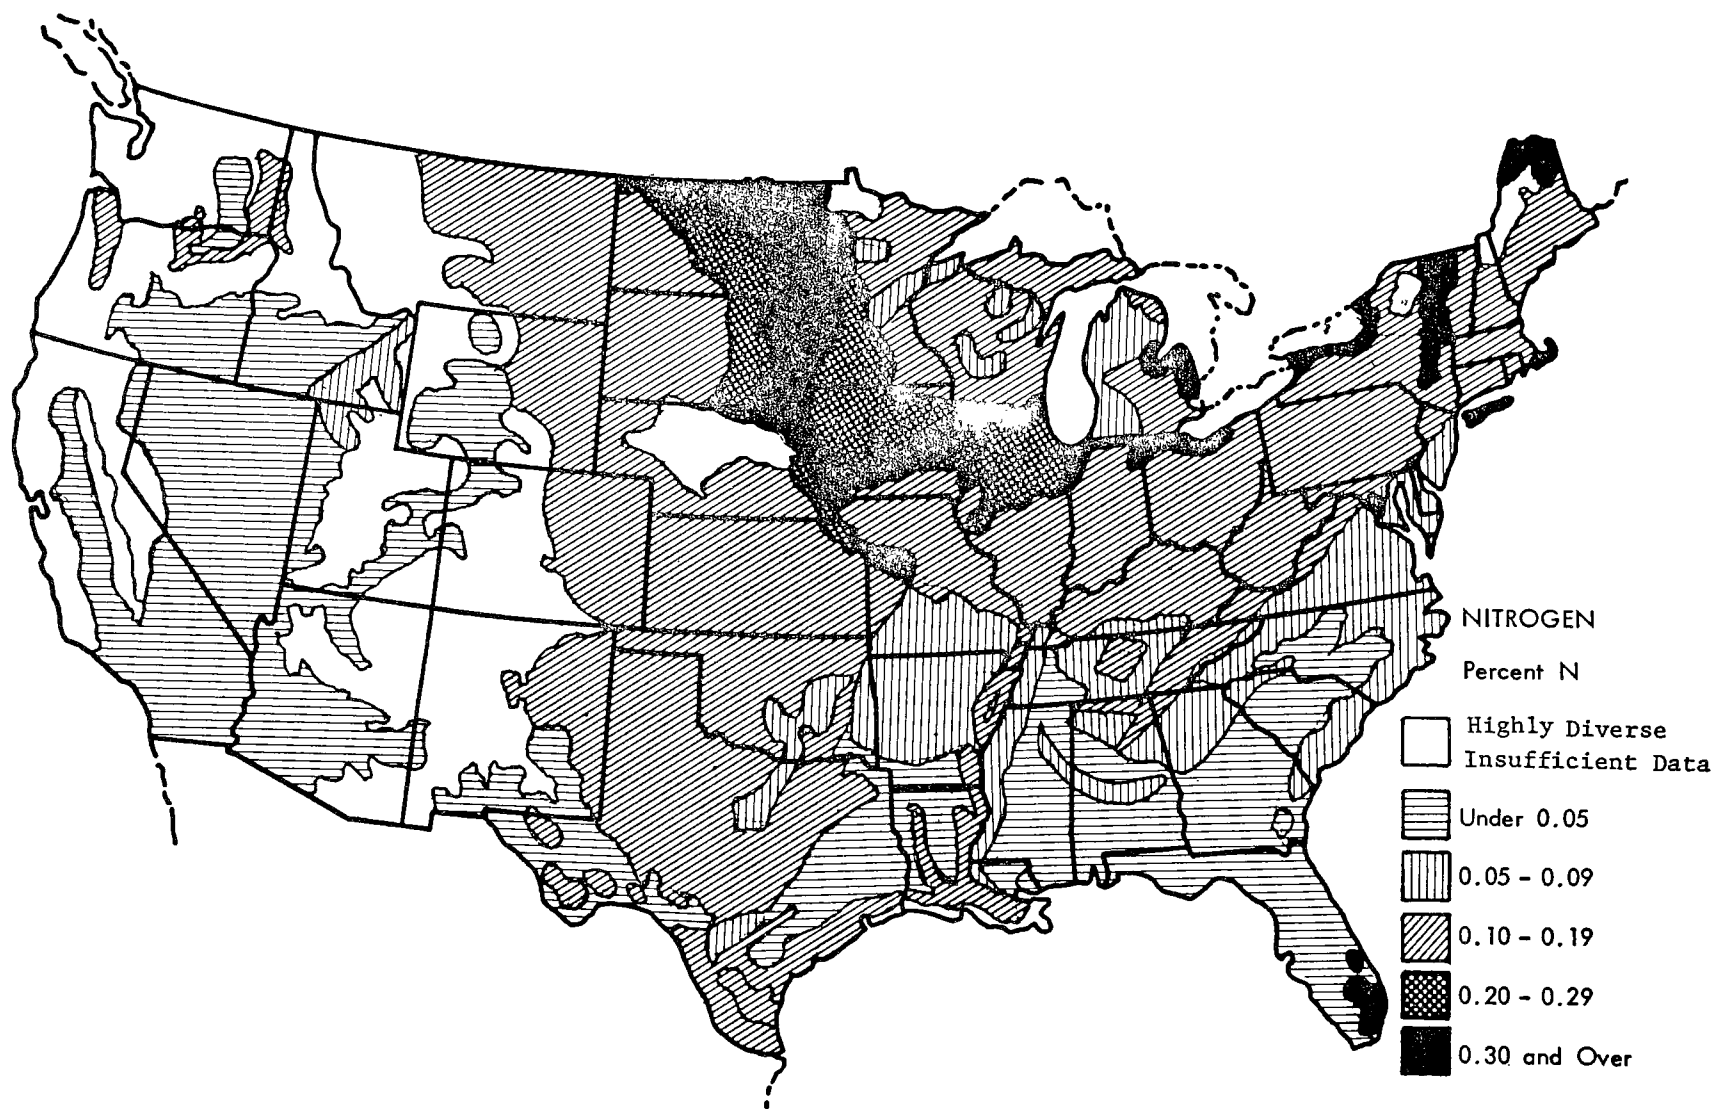 NITROGEN
Percent N
Highly Diverse
Insufficient Data
Under 0.05
0.05 - 0.09
0.10 - 0.19
0.20 - 0.29
0.30 and Over